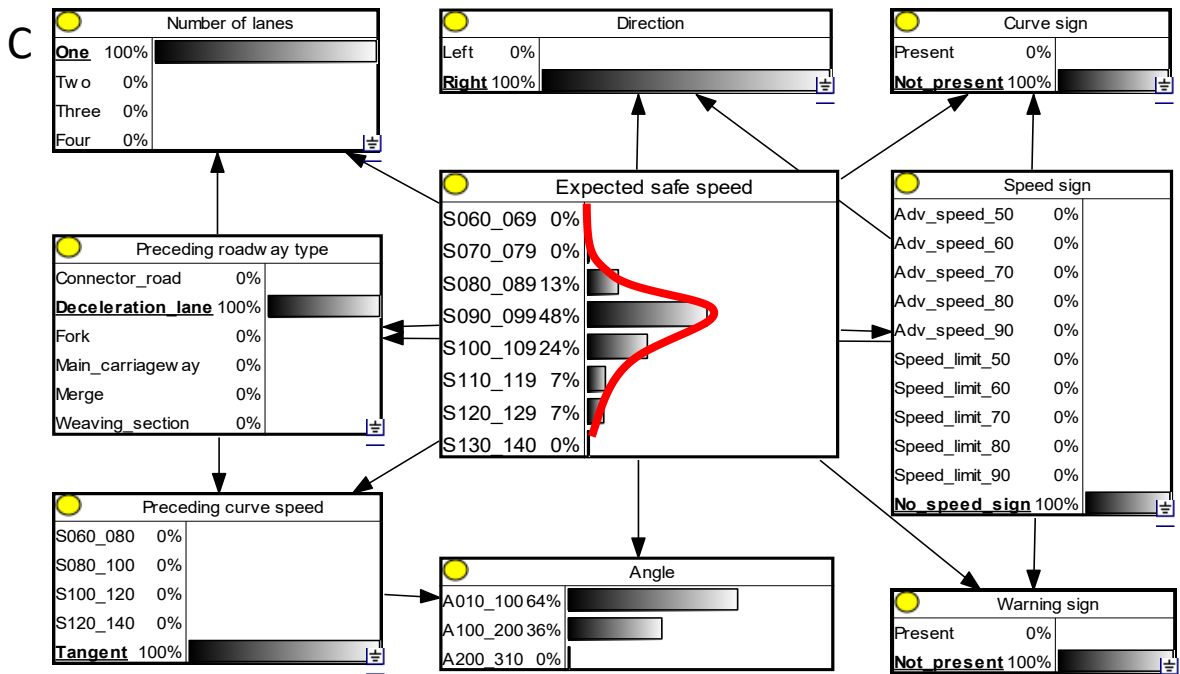 C
Number of lanes
One 100%
Two 0%
Three 0%
Four 0%
Direction
Left 0%
Right 100%
Curve sign
Present 0%
Not_present 100%
Preceding roadway type
Connector_road 0%
Deceleration_lane 100%
Fork 0%
Main_carriageway 0%
Merge 0%
Weaving_section 0%
Expected safe speed
S060_069 0%
S070_079 0%
S080_089 13%
S090_099 48%
S100_109 24%
S110_119 7%
S120_129 7%
S130_140 0%
Speed sign
Adv_speed_50 0%
Adv_speed_60 0%
Adv_speed_70 0%
Adv_speed_80 0%
Adv_speed_90 0%
Speed_limit_50 0%
Speed_limit_60 0%
Speed_limit_70 0%
Speed_limit_80 0%
Speed_limit_90 0%
No_speed_sign 100%
Preceding curve speed
S060_080 0%
S080_100 0%
S100_120 0%
S120_140 0%
Tangent 100%
Angle
A010_100 64%
A100_200 36%
A200_310 0%
Warning sign
Present 0%
Not_present 100%